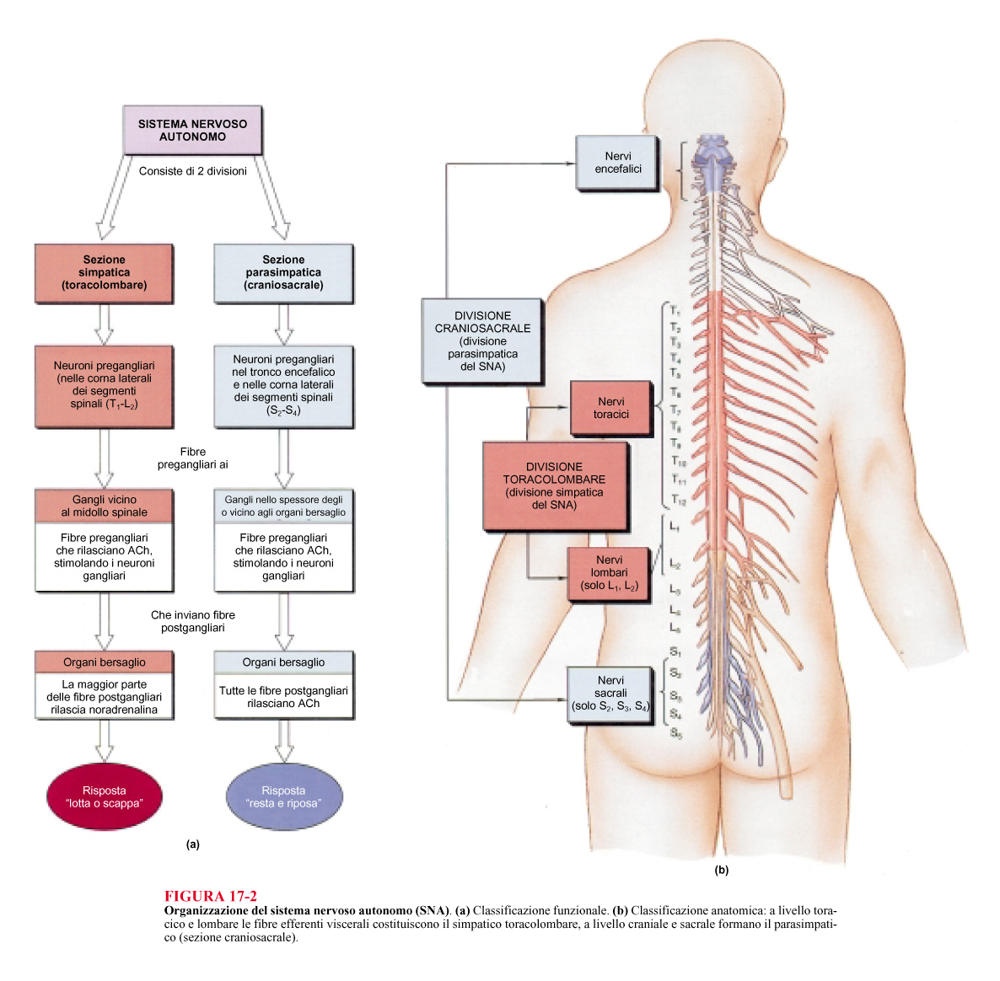 SISTEMA NERVOSO
AUTONOMO
Consiste di 2 divisioni
Sezione
simpatica
(toracolombare)
Sezione
parasimpatica
(craniosacrale)
Neuroni pregangliari
(nelle corna laterali
dei segmenti
spinali (T1-L2)
Neuroni pregangliari
nel tronco encefalico
e nelle corna laterali
dei segmenti spinali
(S2-S4)
Fibre
pregangliari ai
Gangli vicino
al midollo spinale
Fibre pregangliari
che rilasciano ACh,
stimolando i neuroni
gangliari
Gangli nello spessore degli
o vicino agli organi bersaglio
Fibre pregangliari
che rilasciano ACh,
stimolando i neuroni
gangliari
Che inviano fibre
postgangliari
Organi bersaglio
La maggior parte
delle fibre postgangliari
rilascia noradrenalina
Organi bersaglio
Tutte le fibre postgangliari
rilasciano ACh
Risposta
“lotta o scappa”
Risposta
“resta e riposa”
(a)
Nervi
encefalici
DIVISIONE
CRANIOSACRALE
(divisione
parasimpatica
del SNA)
Nervi
toracici
DIVISIONE
TORACOLOMBARE
(divisione simpatica
del SNA)
Nervi
lombari
(solo L1, L2)
Nervi
sacrali
(solo S2, S3, S4)
T1
T2
T3
T4
T5
T6
T7
T8
T9
T10
T11
T12
L1
L2
L3
L4
L5
S1
S2
S3
S4
S5
(b)
FIGURA 17-2
Organizzazione del sistema nervoso autonomo (SNA). (a) Classificazione funzionale. (b) Classificazione anatomica: a livello tora-
cico e lombare le fibre efferenti viscerali costituiscono il simpatico toracolombare, a livello craniale e sacrale formano il parasimpati-
co (sezione craniosacrale).